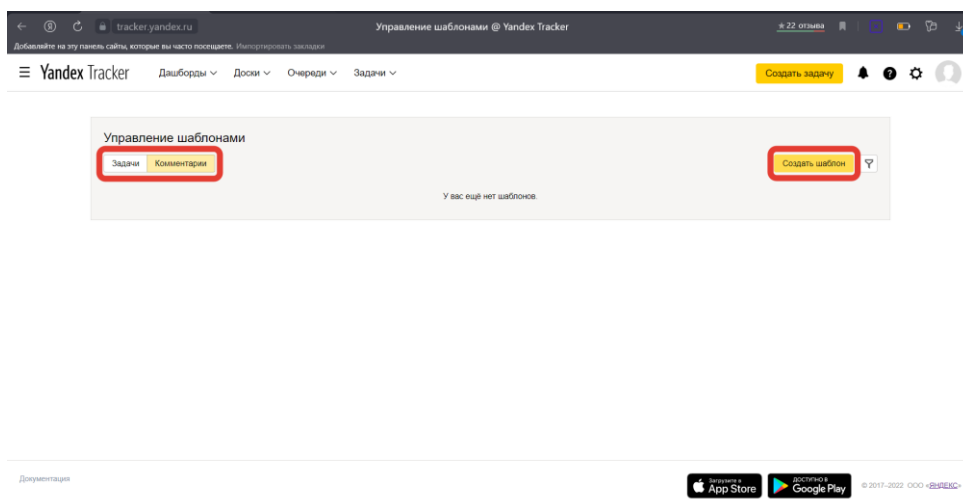 tracker.yandex.ru
Управление шаблонами @ Yandex Tracker
★ 22 отзыва
Добавляйте на эту панель сайты, которые вы часто посещаете. Импортировать закладки
Yandex Tracker
Дашборды
Доски
Очереди
Задачи
Создать задачу
Управление шаблонами
Задачи
Комментарии
Создать шаблон
У вас ещё нет шаблонов.
Документация
Загрузите в
App Store
ДОСТУПНО В
Google Play
© 2017–2022 ООО «ЯНДЕКС»